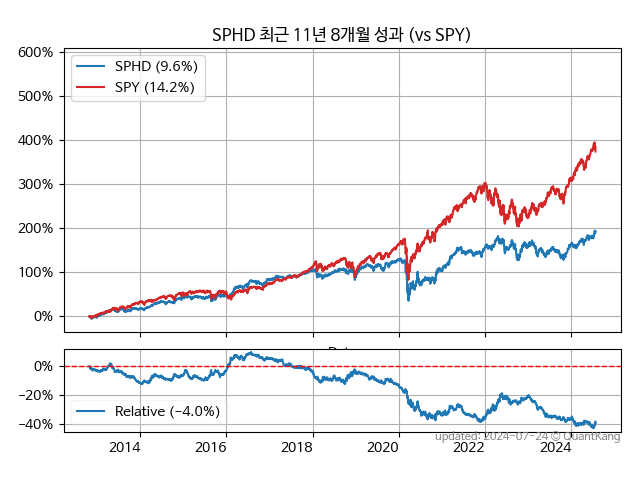 SPHD 최근 11년 8개월 성과 (vs SPY)
600%
500%
400%
300%
200%
100%
0%
SPHD (9.6%)
SPY (14.2%)
0%
−20%
−40%
Relative (−4.0%)
2014 2016 2018 2020 2022 2024
updated: 2024-07-24 © QuantKang